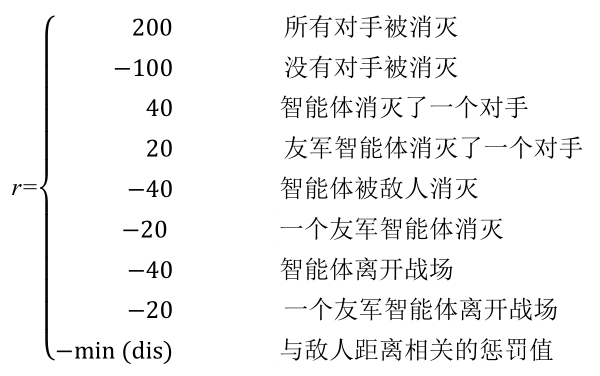 200 所有对手被消灭
−100 没有对手被消灭
40 智能体消灭了一个对手
20 友军智能体消灭了一个对手
r= −40 智能体被敌人消灭
−20 一个友军智能体消灭
−40 智能体离开战场
−20 一个友军智能体离开战场
−min (dis) 与敌人距离相关的惩罚值